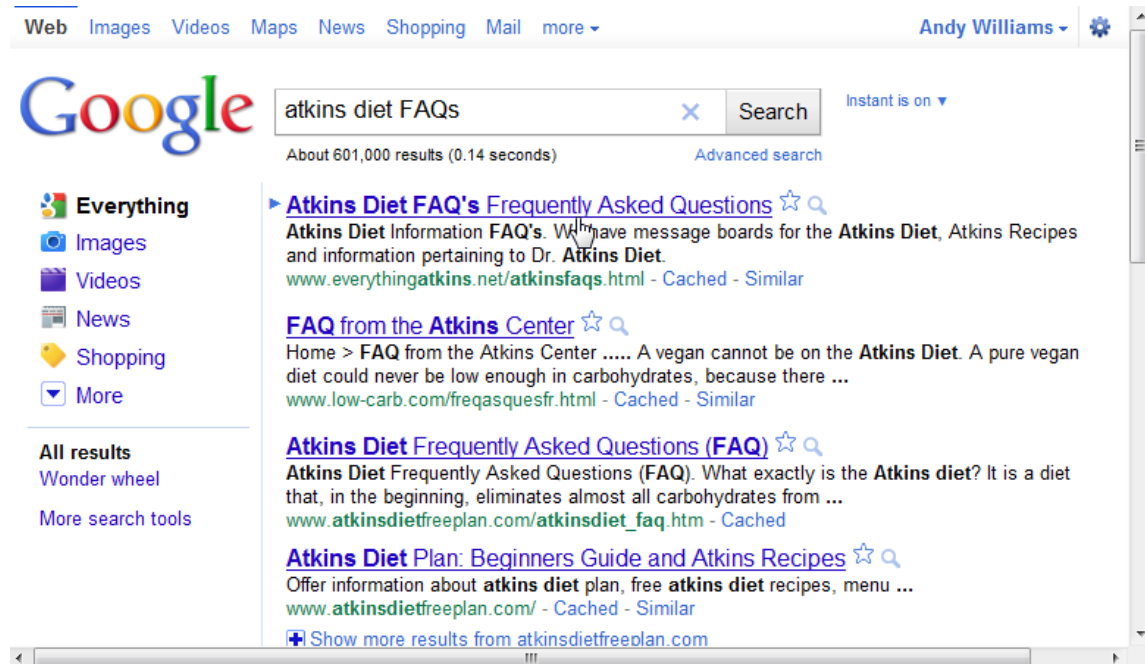 Web Images Videos Maps News Shopping Mail more Andy Williams
Google
atkins diet FAQs
Search
Instant is on
About 601,000 results (0.14 seconds) Advanced search
Everything
Images
Videos
News
Shopping
More
All results
Wonder wheel
More search tools
Atkins Diet FAQ's Frequently Asked Questions
Atkins Diet Information FAQ's. We have message boards for the Atkins Diet, Atkins Recipes
and information pertaining to Dr. Atkins Diet.
www.everythingatkins.net/atkinsfaqs.html - Cached - Similar
FAQ from the Atkins Center
Home > FAQ from the Atkins Center ..... A vegan cannot be on the Atkins Diet. A pure vegan
diet could never be low enough in carbohydrates, because there ...
www.low-carb.com/freqasquesfr.html - Cached - Similar
Atkins Diet Frequently Asked Questions (FAQ)
Atkins Diet Frequently Asked Questions (FAQ). What exactly is the Atkins diet? It is a diet
that, in the beginning, eliminates almost all carbohydrates from ...
www.atkinsdietfreeplan.com/atkinsdiet_faq.htm - Cached
Atkins Diet Plan: Beginners Guide and Atkins Recipes
Offer information about atkins diet plan, free atkins diet recipes, menu ...
www.atkinsdietfreeplan.com/ - Cached - Similar
Show more results from atkinsdietfreeplan.com